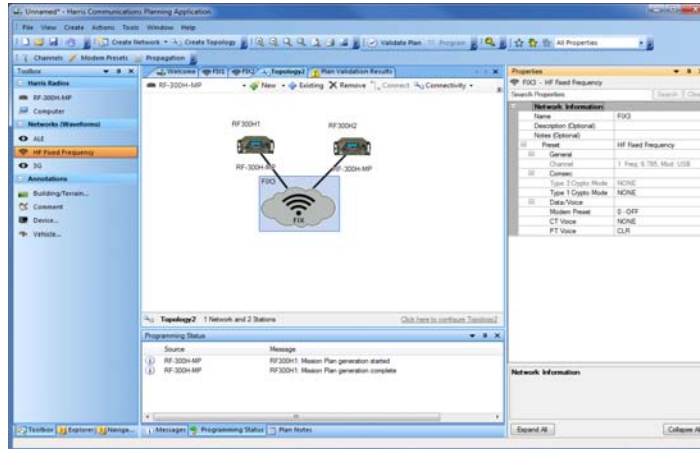 Unnamed* - Harris Communications Planning Application
File View Create Actions Tools Window Help
Create Network Create Topology Validate Plan Program All Properties
Channels Modem Presets Propagation
Toolbox
Harris Radios
RF-300H-MP
Computer
Networks (Waveforms)
ALE
HF Fixed Frequency
3G
Annotations
Building/Terrain...
Comment
Device...
Vehicle...
Toolbox Explorer Naviga...
Welcome FIX1 FIX2 Topology2 Plan Validation Results
RF-300H-MP New Existing Remove Connect Connectivity
RF300H1 RF300H2
RF-300H-MP RF-300H-MP
FIX3
FIX
Topology2 1 Network and 2 Stations Click here to configure Topology2
Programming Status
Source Message
RF-300H-MP RF300H1: Mission Plan generation started
RF-300H-MP RF300H1: Mission Plan generation complete
Messages Programming Status Plan Notes
Properties
FIX3 - HF Fixed Frequency
Search Properties Search Clear
Network Information
Name FIX3
Description (Optional)
Notes (Optional)
Preset HF Fixed Frequency
General
Channel 1 Freq: 6.765, Mod: USB
Comsec
Type 3 Crypto Mode NONE
Type 1 Crypto Mode NONE
Data/Voice
Modem Preset 0 - OFF
CT Voice NONE
PT Voice CLR
Network Information
Expand All Collapse All